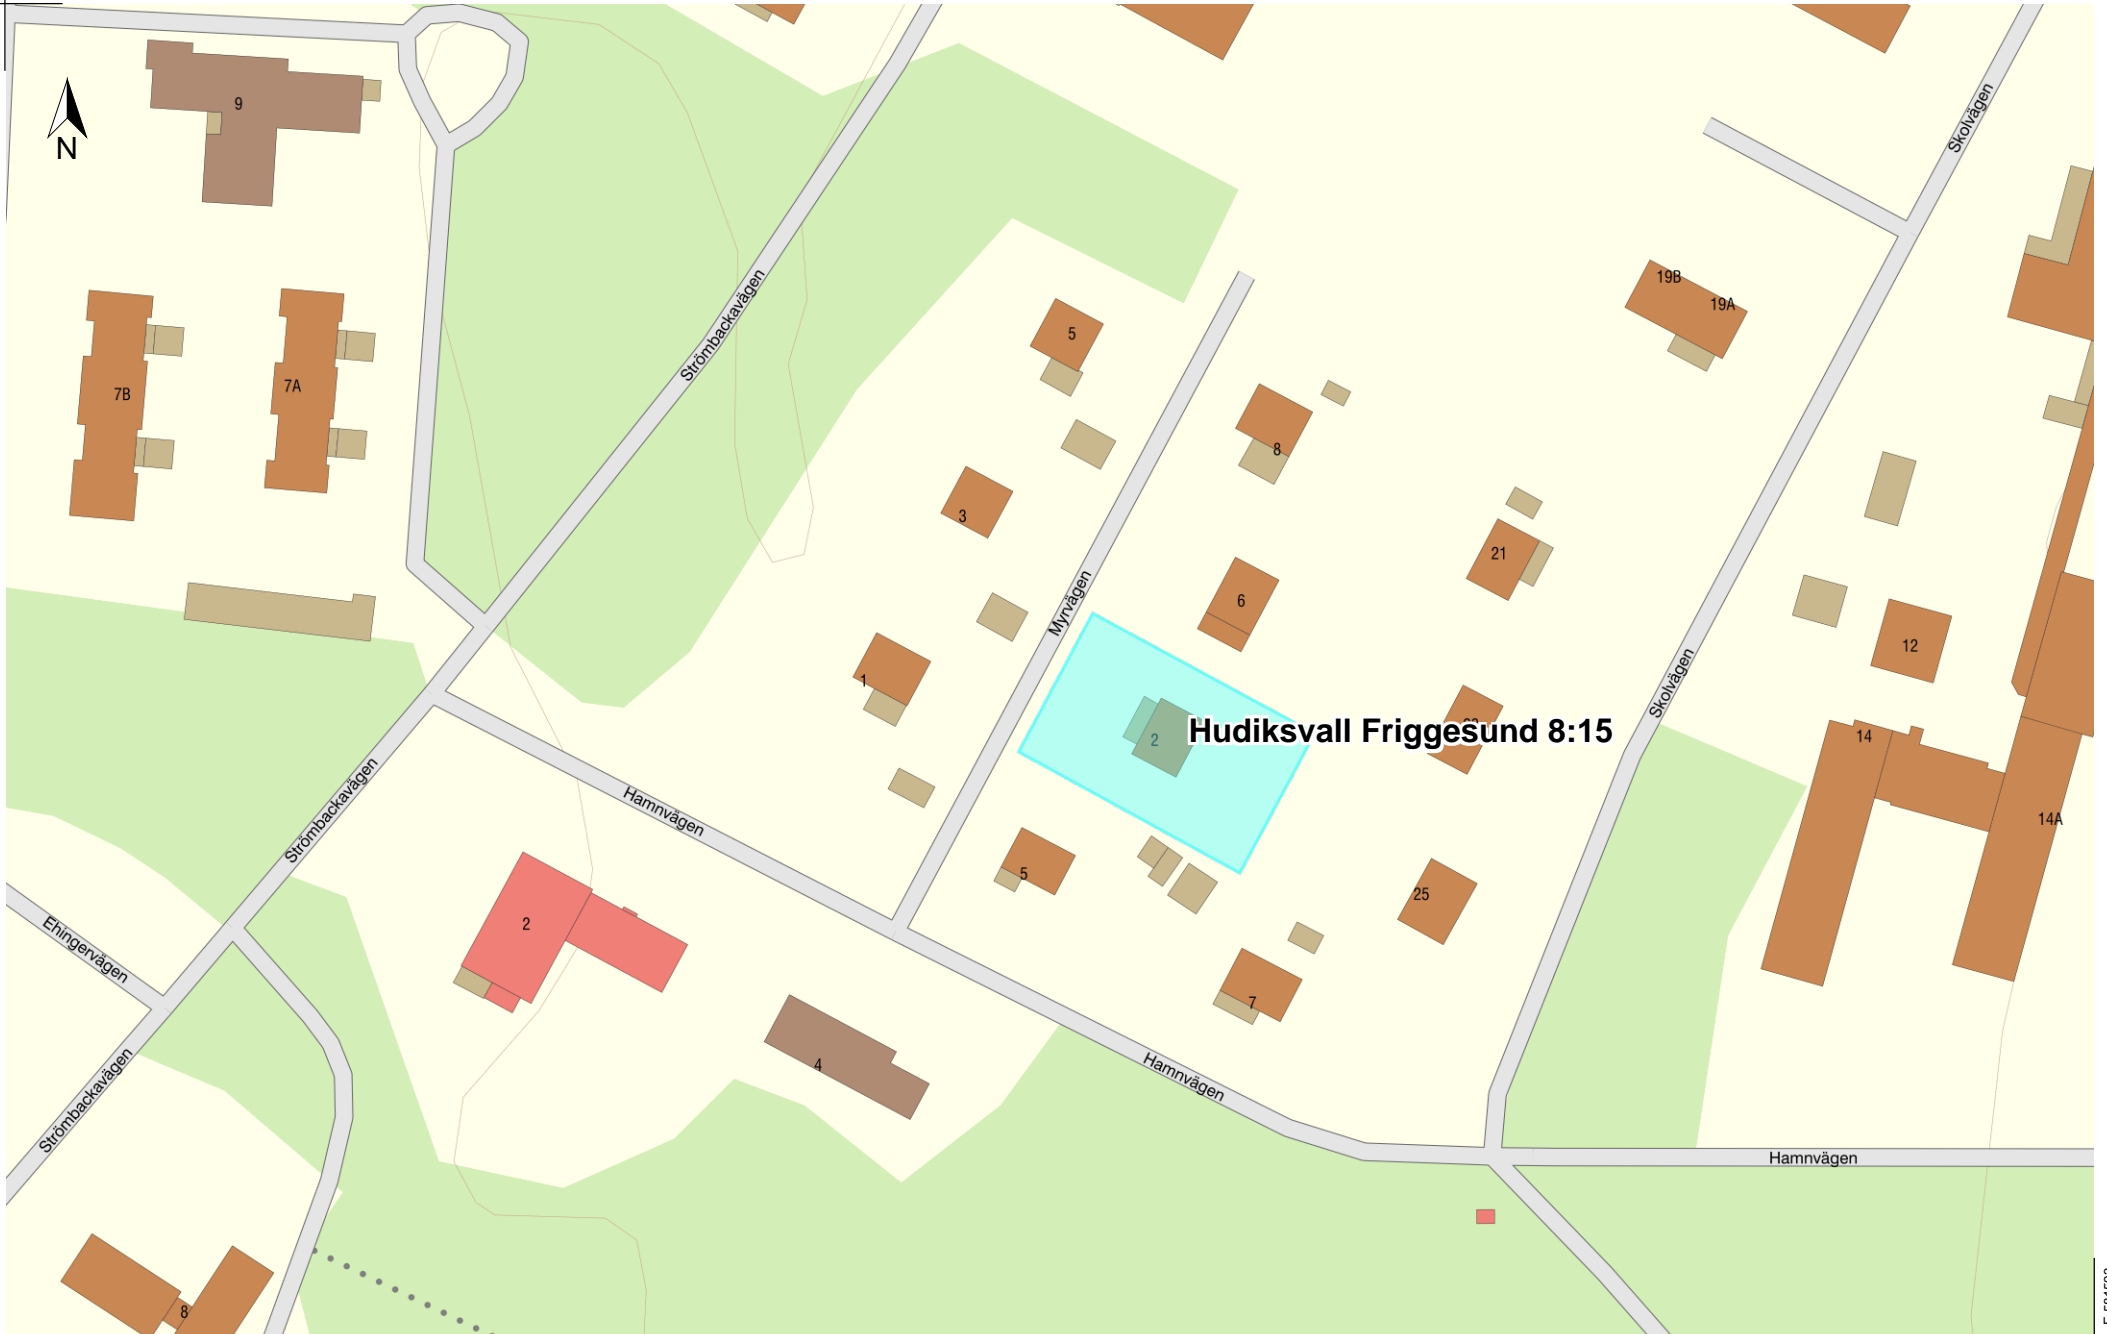 9
N
Skolvägen
19B
19A
Strömbackavägen
5
7A
7B
8
3
21
6
Myrvägen
12
1
Skolvägen
2
Hudiksvall Friggesund 8:15
14
Strömbackavägen
Hamnvägen
14A
5
25
2
Ehingervägen
7
4
Hamnvägen
Strömbackavägen
Hamnvägen
8